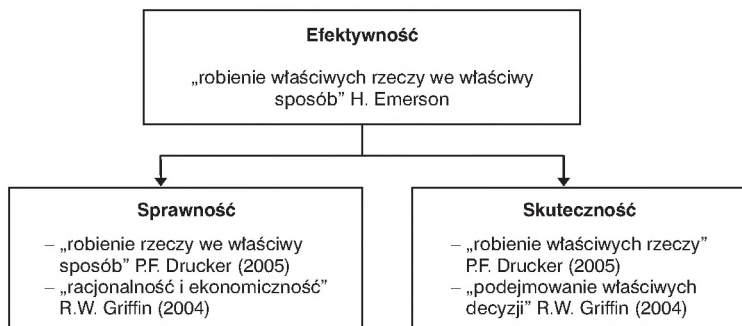 Efektywność
„robienie właściwych rzeczy we właściwy
sposób” H. Emerson
Sprawność
– „robienie rzeczy we właściwy
sposób” P.F. Drucker (2005)
– „racjonalność i ekonomiczność”
R.W. Griffin (2004)
Skuteczność
– „robienie właściwych rzeczy”
P.F. Drucker (2005)
– „podejmowanie właściwych
decyzji” R.W. Griffin (2004)